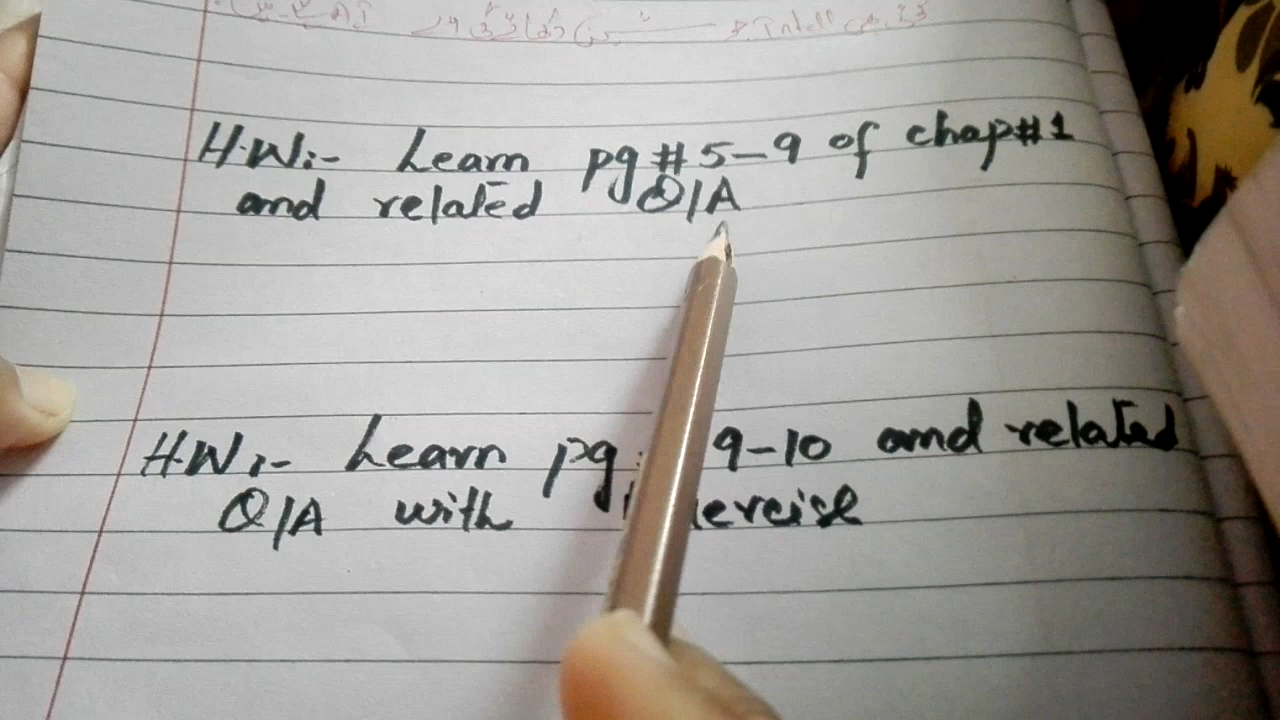 H.W:- Learn pg # 5-9 of chap#1
and related Q/A
H.W:- Learn pg 9-10 and related
Q/A with